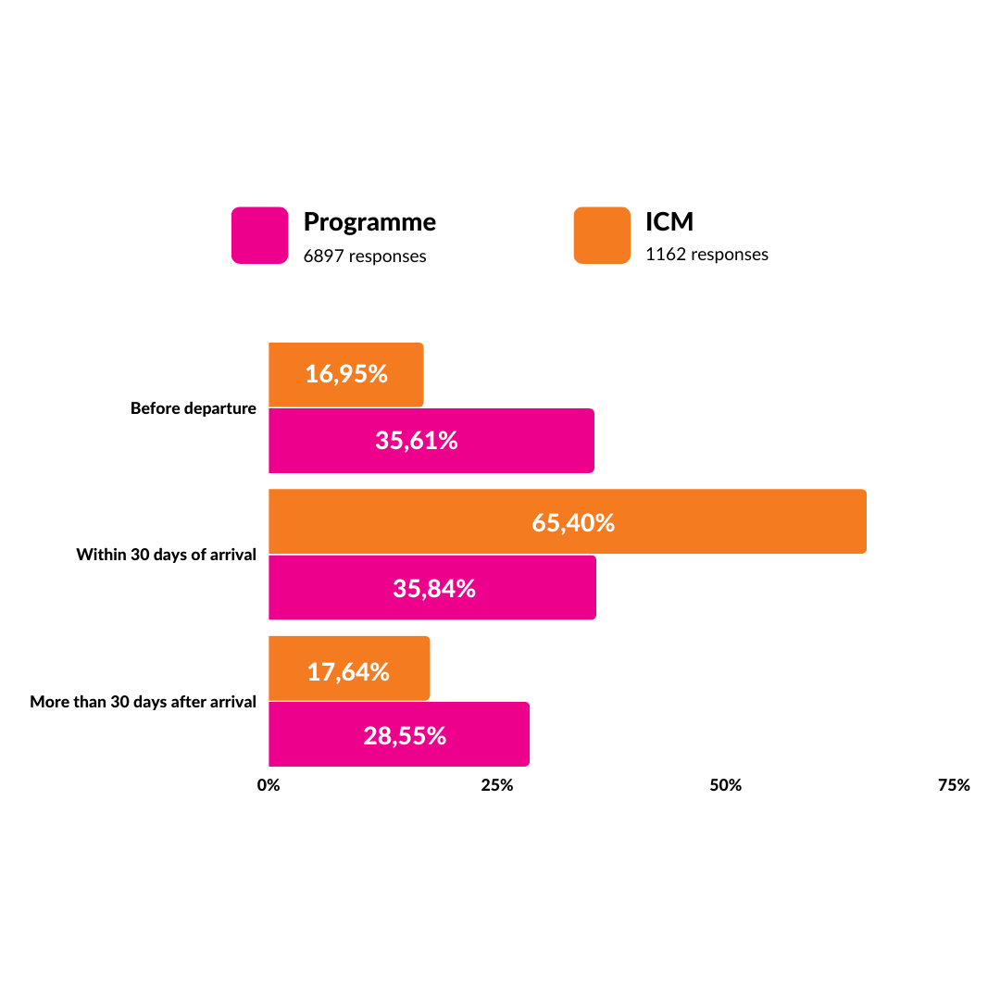 Programme
6897 responses
ICM
1162 responses
16,95%
Before departure
35,61%
65,40%
Within 30 days of arrival
35,84%
17,64%
More than 30 days after arrival
28,55%
0% 25% 50% 75%